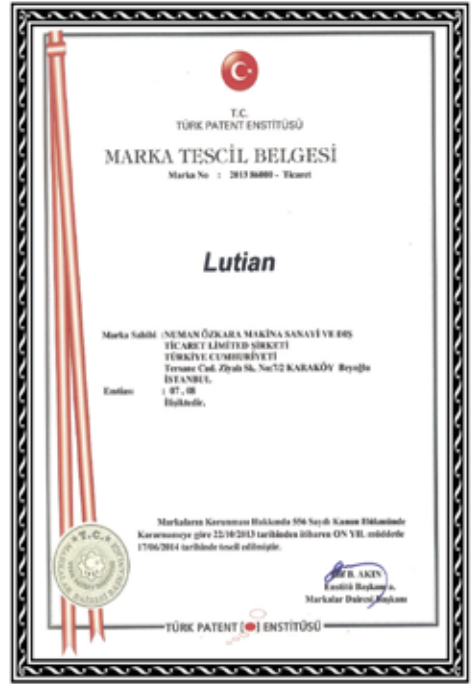 T.C.
TÜRK PATENT ENSTİTÜSÜ
MARKA TESCİL BELGESİ
Marka No : 2013 86080 - Ticaret
Lutian
Marka Sahibi :NUMAN ÖZKARA MAKİNA SANAYİ VE DIŞ
TİCARET LİMİTED ŞİRKETİ
TÜRKİYE CUMHURİYETİ
Tersane Cad. Ziyalı Sk. No:7/2 KARAKÖY Beyoğlu
İSTANBUL
Emtiası : 07 , 08
İlişiktedir.
Markaların Korunması Hakkında 556 Sayılı Kanun Hükmünde
Kararnameye göre 22/10/2013 tarihinden itibaren ON YIL müddetle
17/06/2014 tarihinde tescil edilmiştir.
B. AKIN
Enstitü Başkanı a.
Markalar Dairesi Başkanı
TÜRK PATENT ENSTİTÜSÜ
T.C.